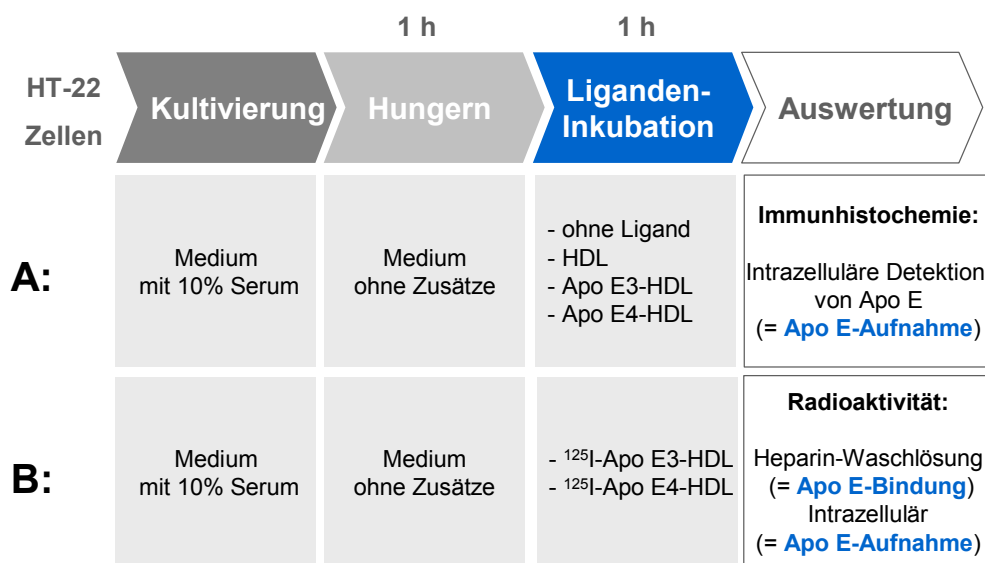 1 h
1 h
HT-22
Zellen
Kultivierung
Hungern
Liganden-
Inkubation
Auswertung
A:
Medium
mit 10% Serum
Medium
ohne Zusätze
- ohne Ligand
- HDL
- Apo E3-HDL
- Apo E4-HDL
Immunhistochemie:
Intrazelluläre Detektion
von Apo E
(= Apo E-Aufnahme)
B:
Medium
mit 10% Serum
Medium
ohne Zusätze
- ¹²⁵I-Apo E3-HDL
- ¹²⁵I-Apo E4-HDL
Radioaktivität:
Heparin-Waschlösung
(= Apo E-Bindung)
Intrazellulär
(= Apo E-Aufnahme)